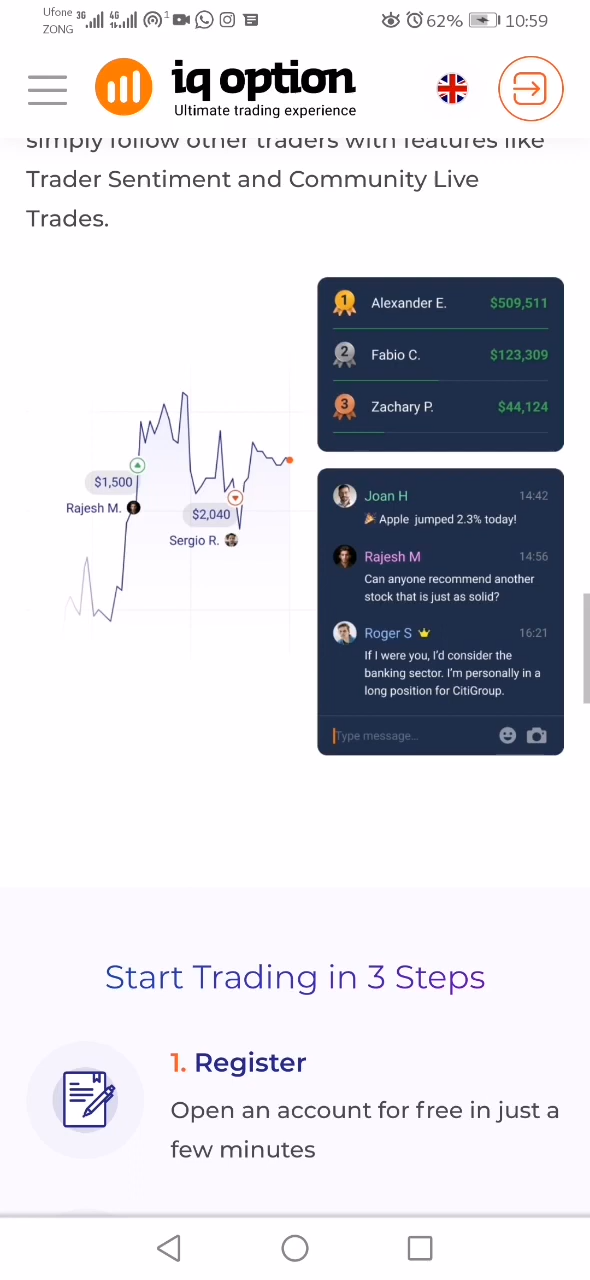 Ufone 3G 4G 1 62% 10:59
ZONG
iq option
Ultimate trading experience
simply follow other traders with features like
Trader Sentiment and Community Live
Trades.
1 Alexander E. $509,511
2 Fabio C. $123,309
3 Zachary P. $44,124
$1,500
Rajesh M.
$2,040
Sergio R.
Joan H 14:42
🎉 Apple jumped 2.3% today!
Rajesh M 14:56
Can anyone recommend another
stock that is just as solid?
Roger S 16:21
If I were you, I'd consider the
banking sector. I'm personally in a
long position for CitiGroup.
Type message...
Start Trading in 3 Steps
1. Register
Open an account for free in just a
few minutes